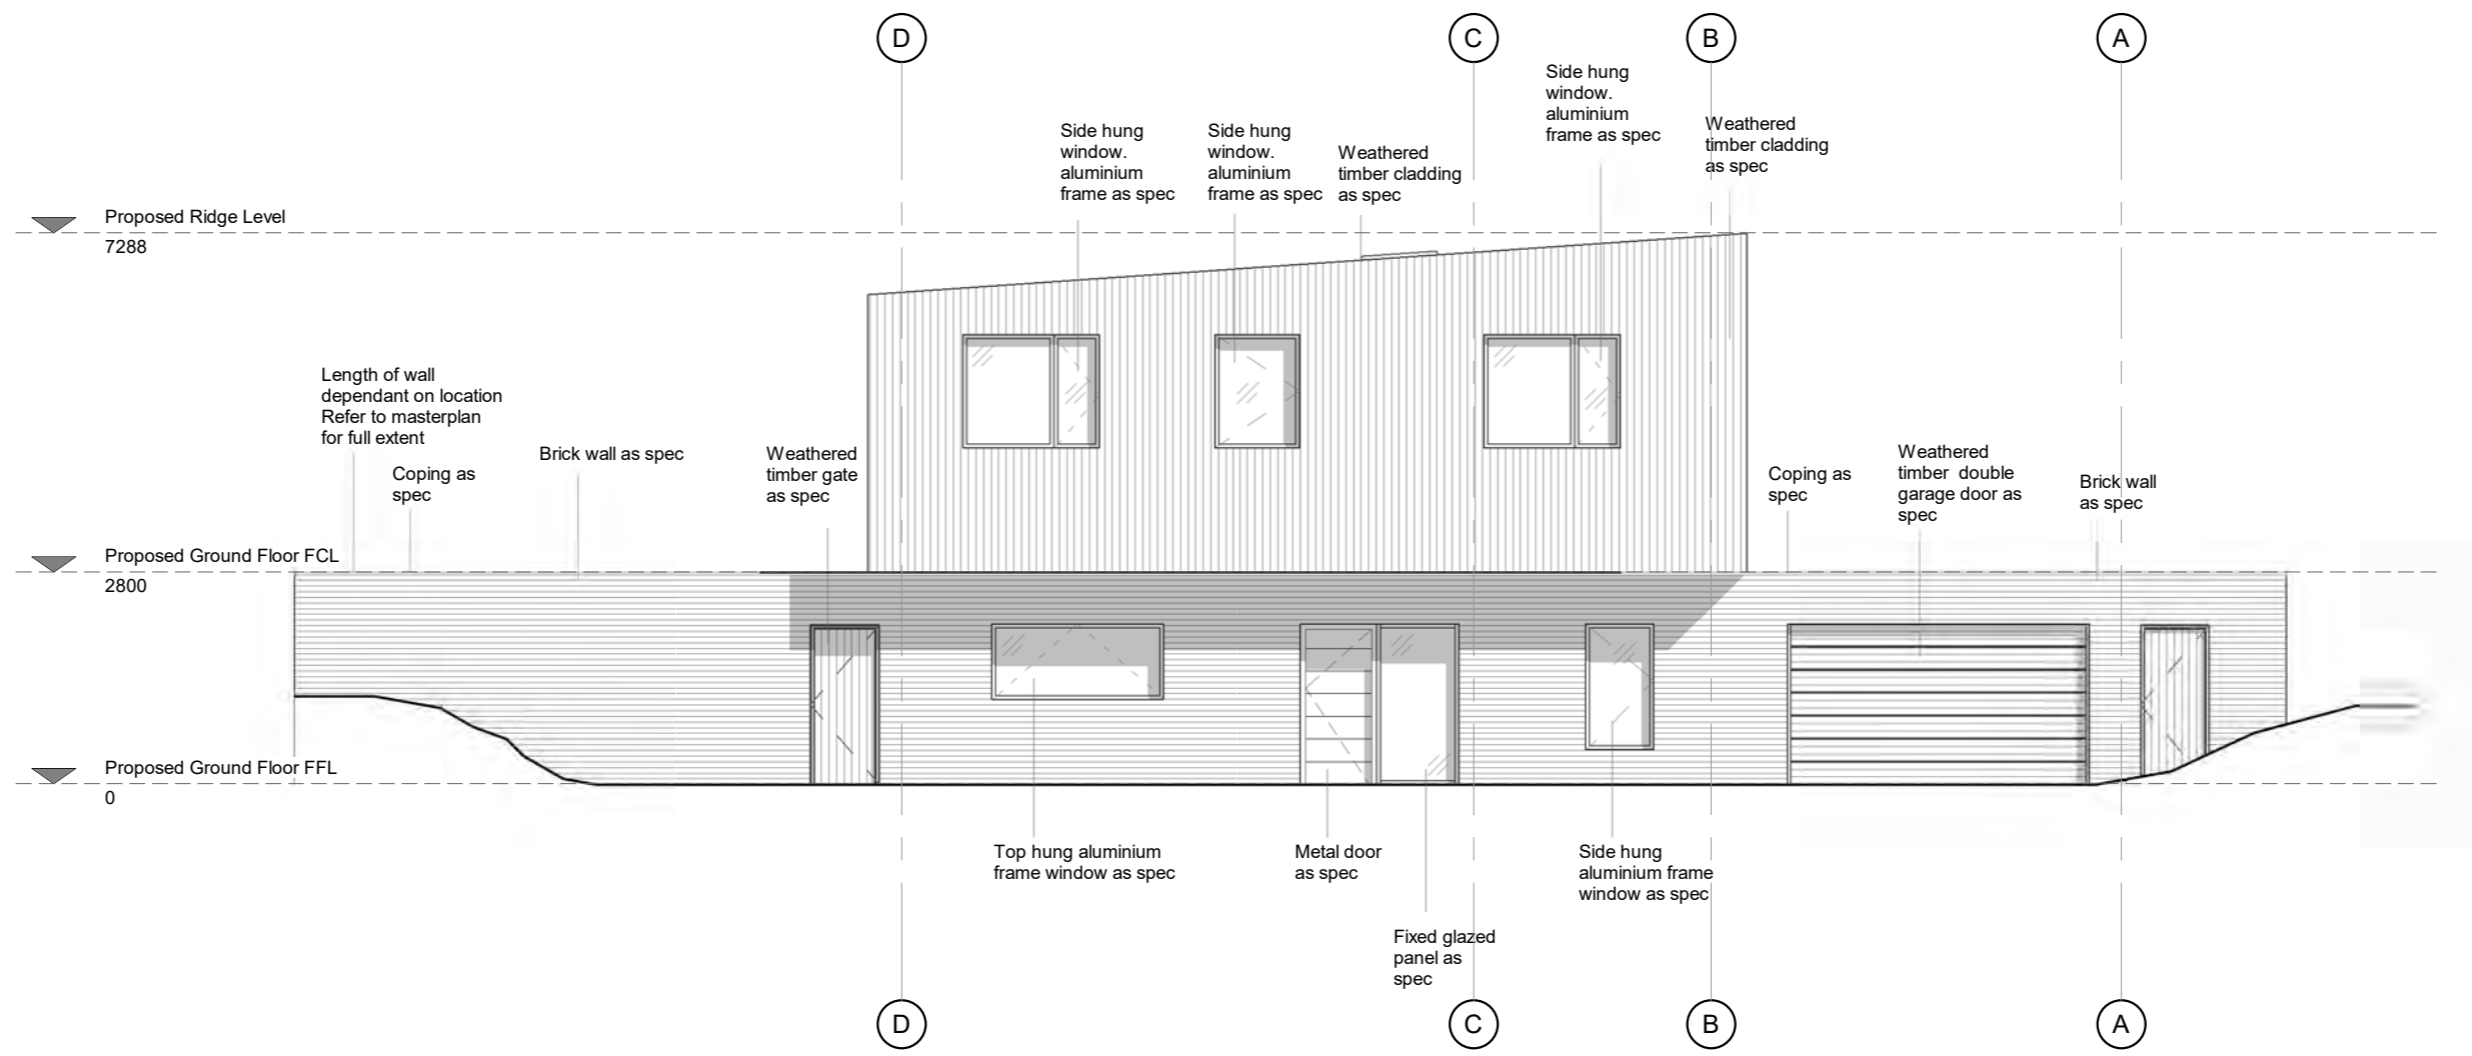 D
C
B
A
Side hung
window.
aluminium
frame as spec
Side hung
window.
aluminium
frame as spec
Weathered
timber cladding
as spec
Side hung
window.
aluminium
frame as spec
Weathered
timber cladding
as spec
Proposed Ridge Level
7288
Length of wall
dependant on location
Refer to masterplan
for full extent
Coping as
spec
Brick wall as spec
Weathered
timber gate
as spec
Coping as
spec
Weathered
timber double
garage door as
spec
Brick wall
as spec
Proposed Ground Floor FCL
2800
Proposed Ground Floor FFL
0
Top hung aluminium
frame window as spec
Metal door
as spec
Fixed glazed
panel as
spec
Side hung
aluminium frame
window as spec
D
C
B
A